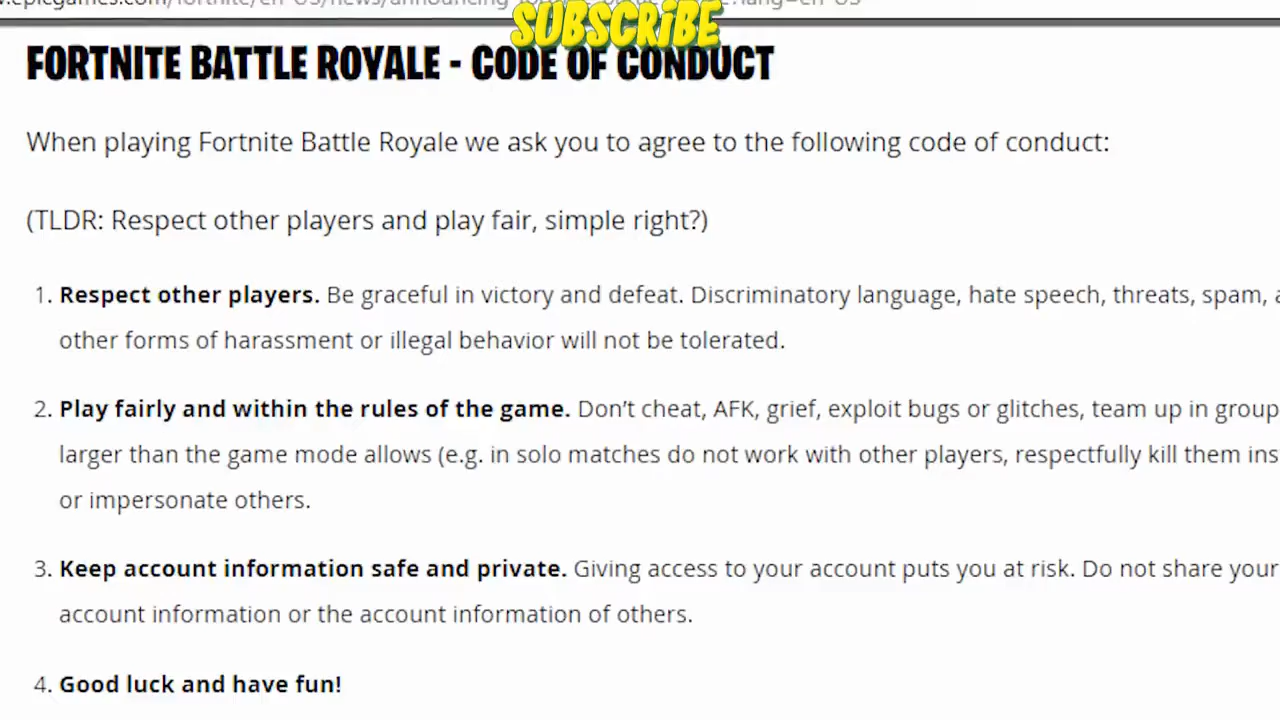 SUBSCRIBE
FORTNITE BATTLE ROYALE - CODE OF CONDUCT
When playing Fortnite Battle Royale we ask you to agree to the following code of conduct:
(TLDR: Respect other players and play fair, simple right?)
1. Respect other players. Be graceful in victory and defeat. Discriminatory language, hate speech, threats, spam,
other forms of harassment or illegal behavior will not be tolerated.
2. Play fairly and within the rules of the game. Don’t cheat, AFK, grief, exploit bugs or glitches, team up in group
larger than the game mode allows (e.g. in solo matches do not work with other players, respectfully kill them ins
or impersonate others.
3. Keep account information safe and private. Giving access to your account puts you at risk. Do not share your
account information or the account information of others.
4. Good luck and have fun!